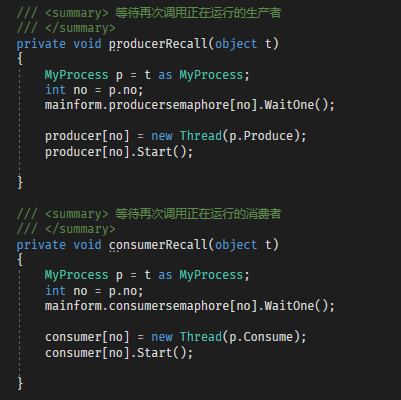 /// <summary> 等待再次调用正在运行的生产者
/// </summary>
private void producerRecall(object t)
{
MyProcess p = t as MyProcess;
int no = p.no;
mainform.producersemaphore[no].WaitOne();
producer[no] = new Thread(p.Produce);
producer[no].Start();
}
/// <summary> 等待再次调用正在运行的消费者
/// </summary>
private void consumerRecall(object t)
{
MyProcess p = t as MyProcess;
int no = p.no;
mainform.consumersemaphore[no].WaitOne();
consumer[no] = new Thread(p.Consume);
consumer[no].Start();
}